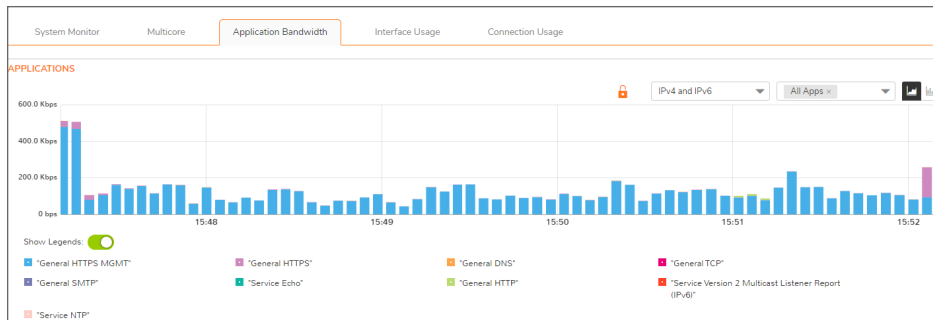 System Monitor Multicore Application Bandwidth Interface Usage Connection Usage
APPLICATIONS
IPv4 and IPv6 All Apps ×
600.0 Kbps
400.0 Kbps
200.0 Kbps
0 bps
15:48 15:49 15:50 15:51 15:52
Show Legends:
"General HTTPS MGMT" "General HTTPS" "General DNS" "General TCP"
"General SMTP" "Service Echo" "General HTTP" "Service Version 2 Multicast Listener Report
(IPv6)"
"Service NTP"